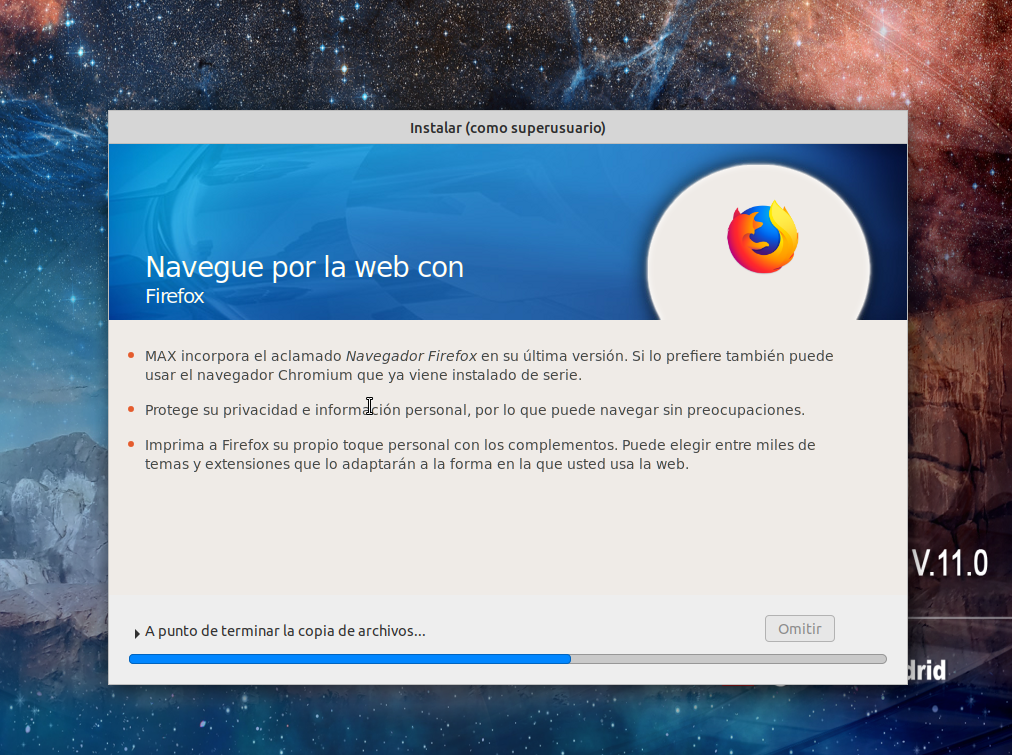 Instalar (como superusuario)
Navegue por la web con
Firefox
MAX incorpora el aclamado Navegador Firefox en su última versión. Si lo prefiere también puede
usar el navegador Chromium que ya viene instalado de serie.
Protege su privacidad e información personal, por lo que puede navegar sin preocupaciones.
Imprima a Firefox su propio toque personal con los complementos. Puede elegir entre miles de
temas y extensiones que lo adaptarán a la forma en la que usted usa la web.
V.11.0
A punto de terminar la copia de archivos...
Omitir